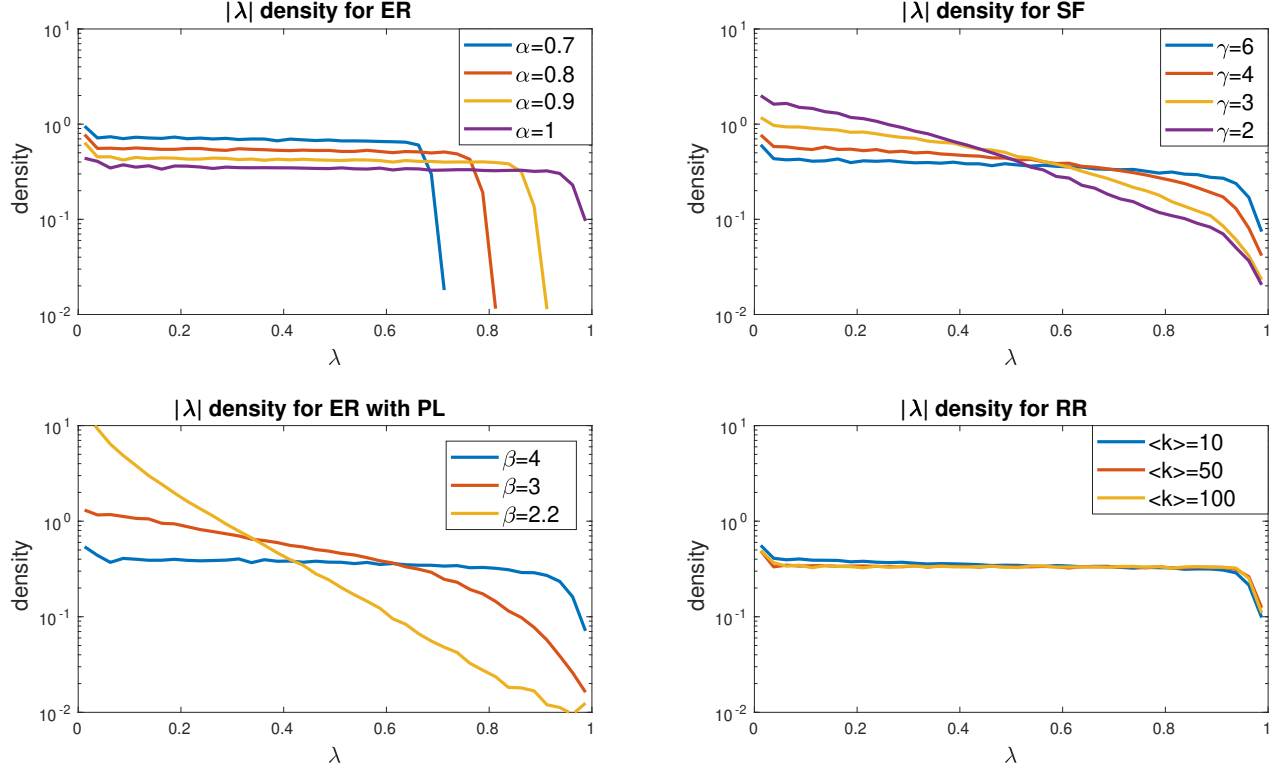 |λ| density for ER
density
10^1
10^0
10^-1
10^-2
0 0.2 0.4 0.6 0.8 1
λ
α=0.7
α=0.8
α=0.9
α=1
|λ| density for SF
density
10^1
10^0
10^-1
10^-2
0 0.2 0.4 0.6 0.8 1
λ
γ=6
γ=4
γ=3
γ=2
|λ| density for ER with PL
density
10^1
10^0
10^-1
10^-2
0 0.2 0.4 0.6 0.8 1
λ
β=4
β=3
β=2.2
|λ| density for RR
density
10^1
10^0
10^-1
10^-2
0 0.2 0.4 0.6 0.8 1
λ
<k>=10
<k>=50
<k>=100